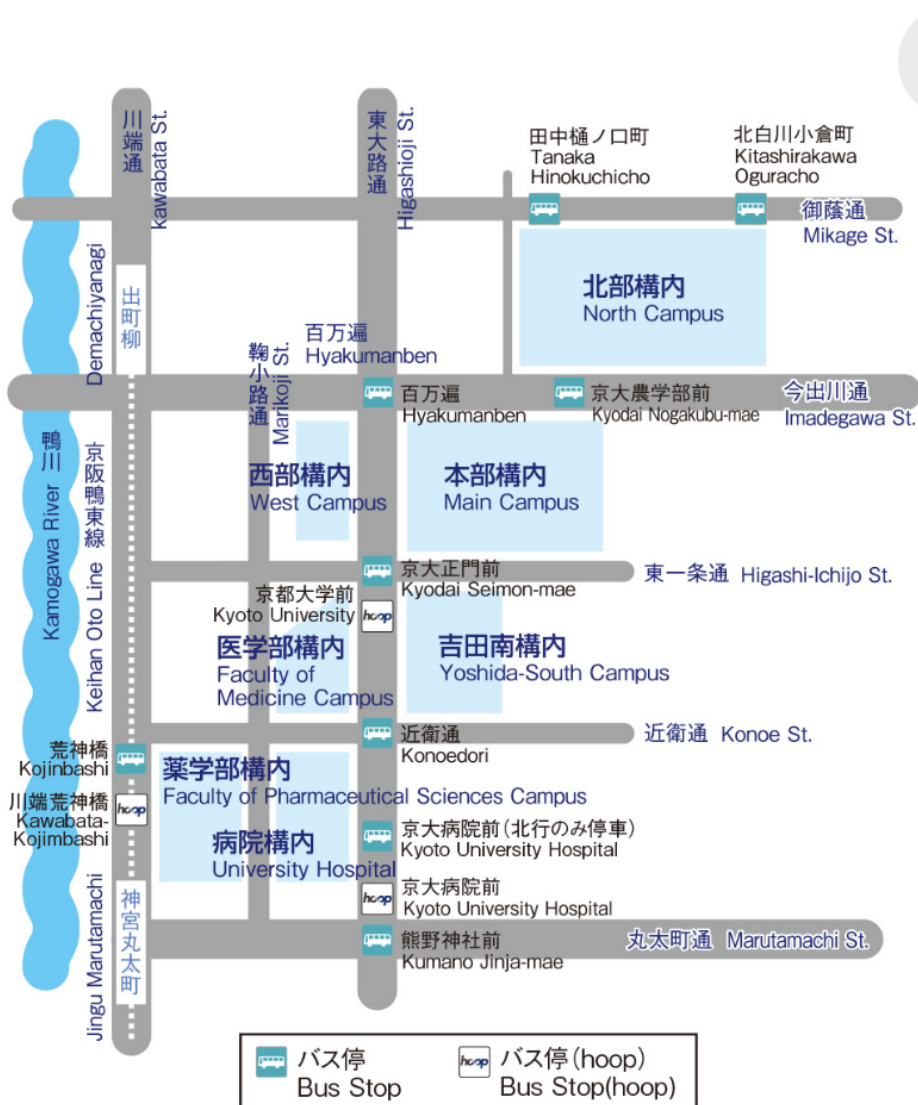 川端通
Kawabata St.
東大路通
Higashioji St.
田中樋ノ口町
Tanaka
Hinokuchicho
北白川小倉町
Kitashirakawa
Oguracho
御蔭通
Mikage St.
出町柳
Demachiyanagi
北部構内
North Campus
百万遍
Hyakumanben
鞠小路通
Marikoji St.
百万遍
Hyakumanben
京大農学部前
Kyodai Nogakubu-mae
今出川通
Imadegawa St.
鴨川
Kamogawa River
京阪鴨東線
Keihan Oto Line
西部構内
West Campus
本部構内
Main Campus
京大正門前
Kyodai Seimon-mae
東一条通 Higashi-Ichijo St.
京都大学前
Kyoto University
hoop
医学部構内
Faculty of
Medicine Campus
吉田南構内
Yoshida-South Campus
近衛通
Konoedori
近衛通 Konoe St.
荒神橋
Kojinbashi
川端荒神橋
Kawabata-
Kojimbashi
hoop
薬学部構内
Faculty of Pharmaceutical Sciences Campus
病院構内
University Hospital
京大病院前(北行のみ停車)
Kyoto University Hospital
hoop
京大病院前
Kyoto University Hospital
神宮丸太町
Jingu Marutamachi
熊野神社前
Kumano Jinja-mae
丸太町通 Marutamachi St.
バス停
Bus Stop
hoop
バス停(hoop)
Bus Stop(hoop)